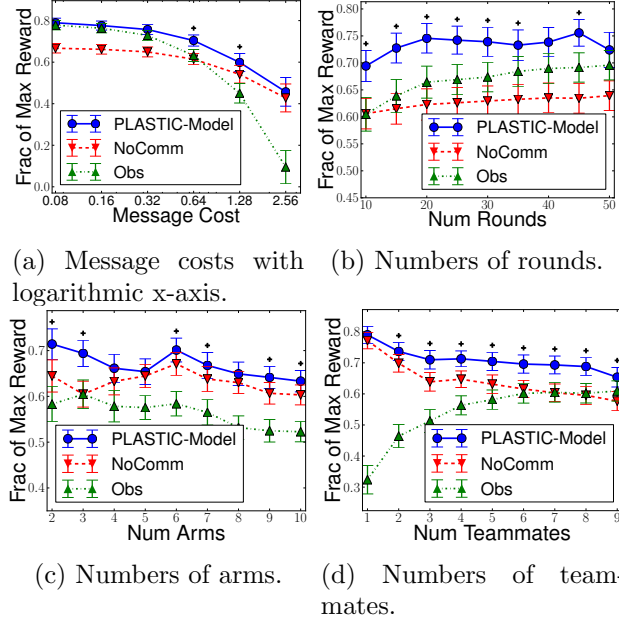 Frac of Max Reward
0.8
0.6
0.4
0.2
0.0
PLASTIC-Model
NoComm
Obs
0.08 0.16 0.32 0.64 1.28 2.56
Message Cost
(a) Message costs with
logarithmic x-axis.
Frac of Max Reward
0.80
0.75
0.70
0.65
0.60
0.55
0.50
0.45
PLASTIC-Model
NoComm
Obs
10 20 30 40 50
Num Rounds
(b) Numbers of rounds.
Frac of Max Reward
0.7
0.6
0.5
0.4
PLASTIC-Model
NoComm
Obs
2 3 4 5 6 7 8 9 10
Num Arms
(c) Numbers of arms.
Frac of Max Reward
0.8
0.7
0.6
0.5
0.4
0.3
PLASTIC-Model
NoComm
Obs
1 2 3 4 5 6 7 8 9
Num Teammates
(d) Numbers of team-
mates.